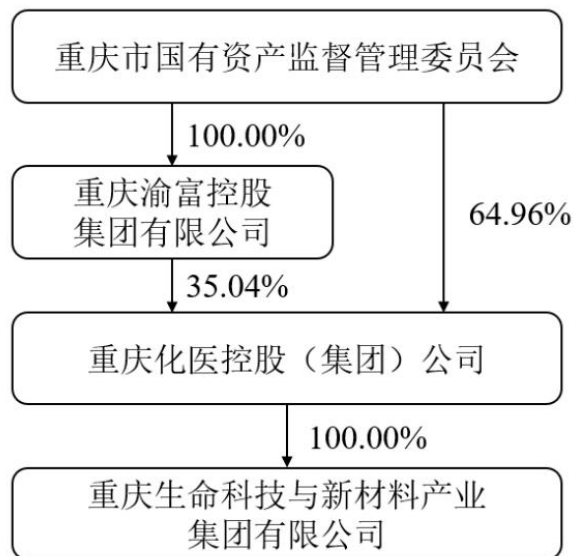 重庆市国有资产监督管理委员会
100.00%
重庆渝富控股
集团有限公司
64.96%
35.04%
重庆化医控股（集团）公司
100.00%
重庆生命科技与新材料产业
集团有限公司